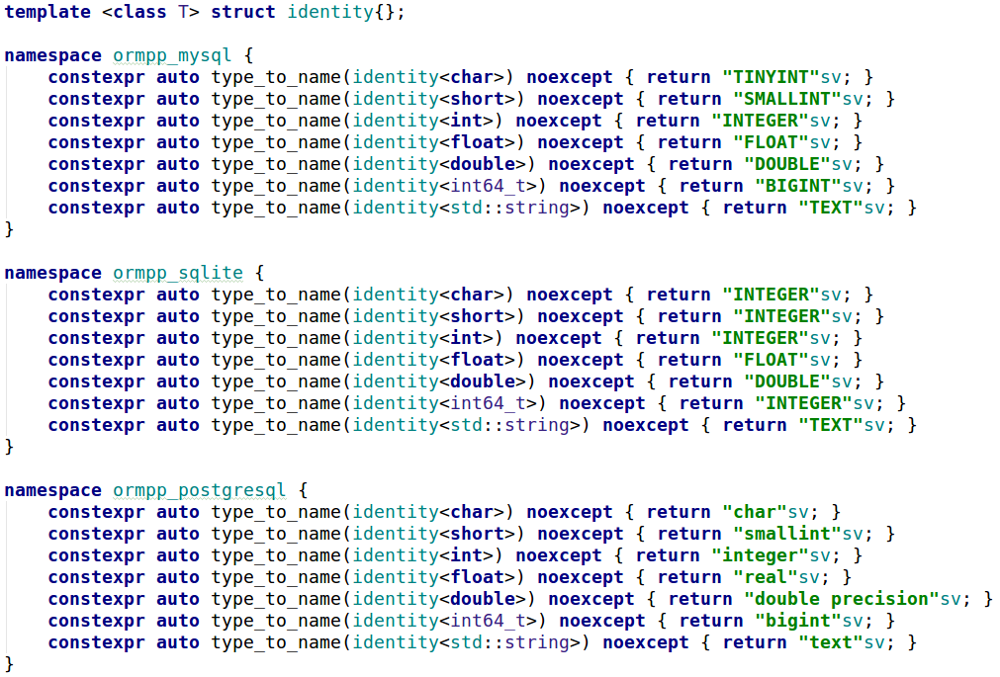 template <class T> struct identity{};

namespace ormpp_mysql {
    constexpr auto type_to_name(identity<char>) noexcept { return "TINYINT"sv; }
    constexpr auto type_to_name(identity<short>) noexcept { return "SMALLINT"sv; }
    constexpr auto type_to_name(identity<int>) noexcept { return "INTEGER"sv; }
    constexpr auto type_to_name(identity<float>) noexcept { return "FLOAT"sv; }
    constexpr auto type_to_name(identity<double>) noexcept { return "DOUBLE"sv; }
    constexpr auto type_to_name(identity<int64_t>) noexcept { return "BIGINT"sv; }
    constexpr auto type_to_name(identity<std::string>) noexcept { return "TEXT"sv; }
}

namespace ormpp_sqlite {
    constexpr auto type_to_name(identity<char>) noexcept { return "INTEGER"sv; }
    constexpr auto type_to_name(identity<short>) noexcept { return "INTEGER"sv; }
    constexpr auto type_to_name(identity<int>) noexcept { return "INTEGER"sv; }
    constexpr auto type_to_name(identity<float>) noexcept { return "FLOAT"sv; }
    constexpr auto type_to_name(identity<double>) noexcept { return "DOUBLE"sv; }
    constexpr auto type_to_name(identity<int64_t>) noexcept { return "INTEGER"sv; }
    constexpr auto type_to_name(identity<std::string>) noexcept { return "TEXT"sv; }
}

namespace ormpp_postgresql {
    constexpr auto type_to_name(identity<char>) noexcept { return "char"sv; }
    constexpr auto type_to_name(identity<short>) noexcept { return "smallint"sv; }
    constexpr auto type_to_name(identity<int>) noexcept { return "integer"sv; }
    constexpr auto type_to_name(identity<float>) noexcept { return "real"sv; }
    constexpr auto type_to_name(identity<double>) noexcept { return "double precision"sv; }
    constexpr auto type_to_name(identity<int64_t>) noexcept { return "bigint"sv; }
    constexpr auto type_to_name(identity<std::string>) noexcept { return "text"sv; }
}